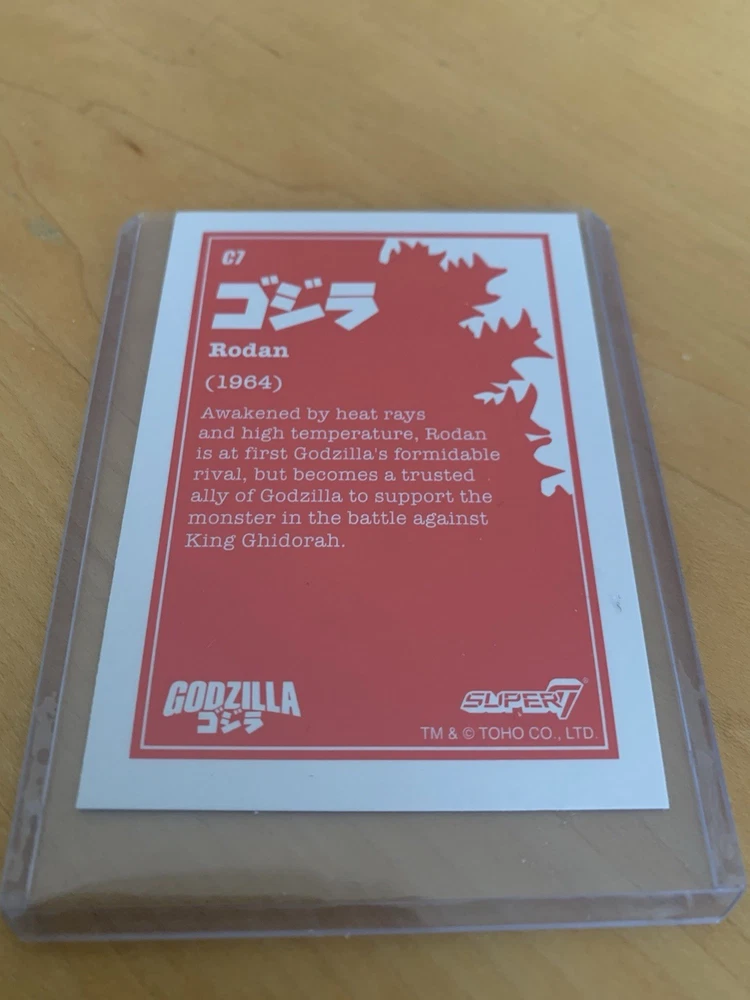 C7
ゴジラ
Rodan
(1964)
Awakened by heat rays
and high temperature, Rodan
is at first Godzilla's formidable
rival, but becomes a trusted
ally of Godzilla to support the
monster in the battle against
King Ghidorah.
GODZILLA
ゴジラ
SUPER7®
TM & © TOHO CO., LTD.